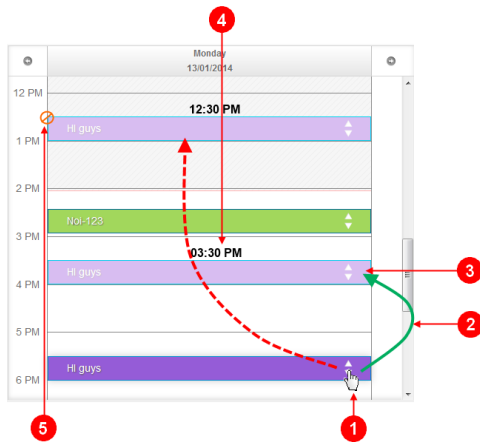 4
Monday
13/01/2014
12 PM
12:30 PM
Hi guys
1 PM
2 PM
Noi-123
3 PM
03:30 PM
Hi guys
3
4 PM
2
5 PM
Hi guys
6 PM
5
1